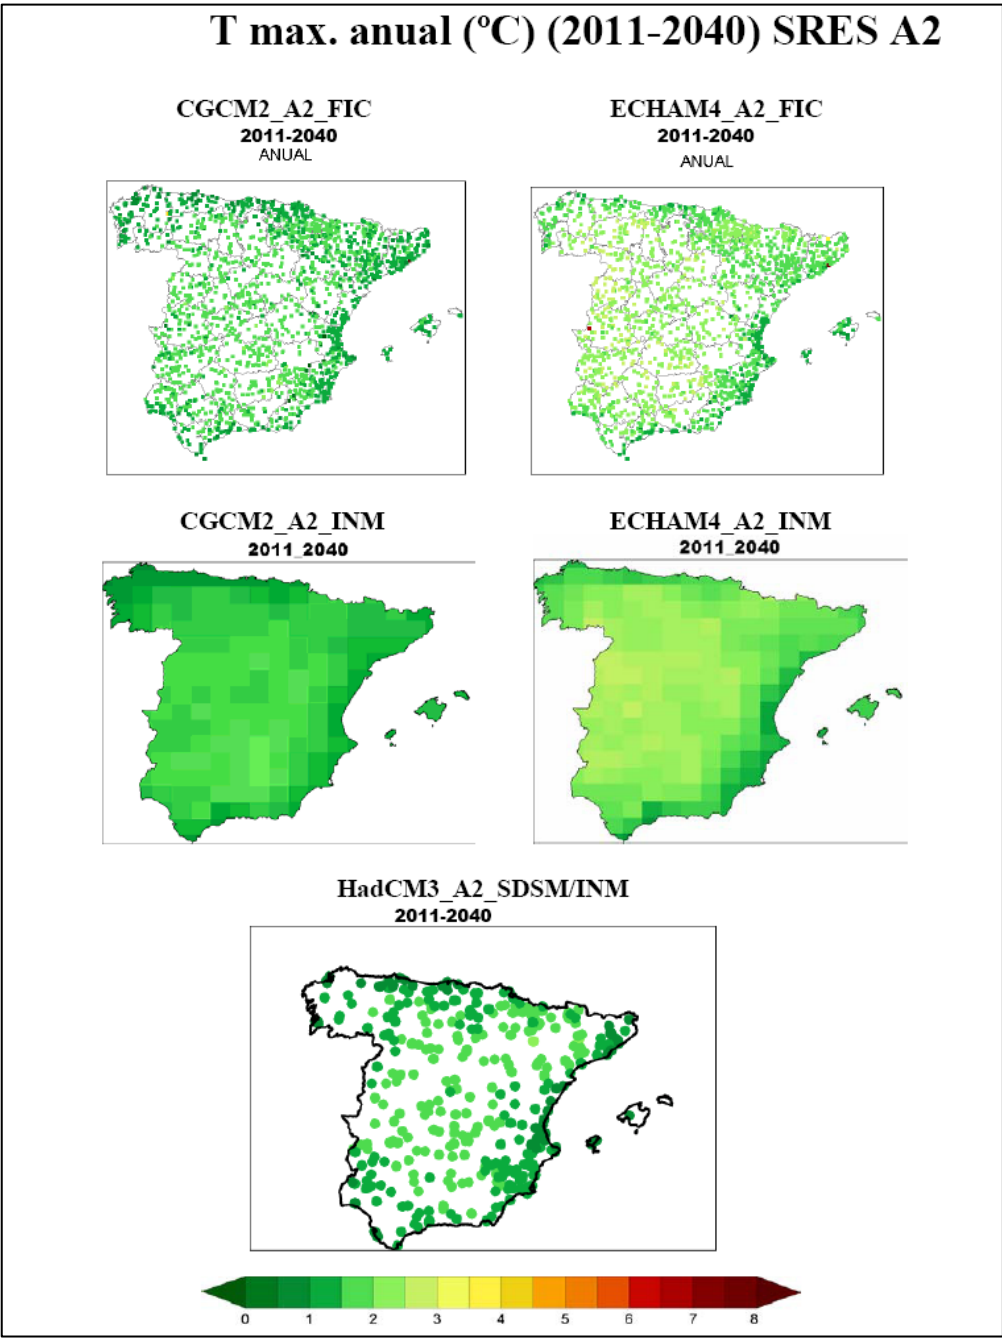 T max. anual (ºC) (2011-2040) SRES A2
CGCM2_A2_FIC
2011-2040
ANUAL
ECHAM4_A2_FIC
2011-2040
ANUAL
CGCM2_A2_INM
2011_2040
ECHAM4_A2_INM
2011_2040
HadCM3_A2_SDSM/INM
2011-2040
0 1 2 3 4 5 6 7 8